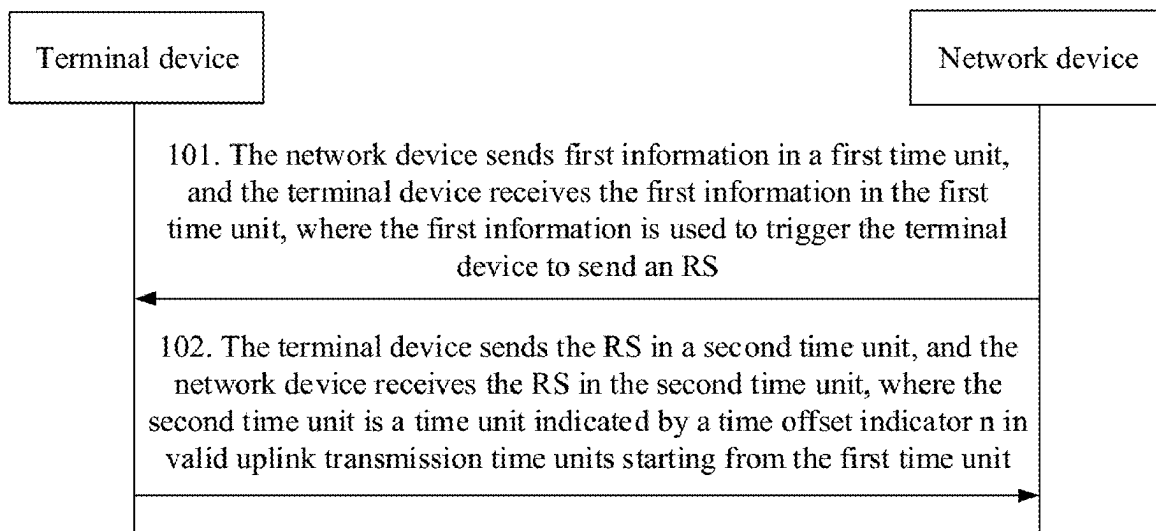 Terminal device
Network device
101. The network device sends first information in a first time unit,
and the terminal device receives the first information in the first
time unit, where the first information is used to trigger the terminal
device to send an RS
102. The terminal device sends the RS in a second time unit, and the
network device receives the RS in the second time unit, where the
second time unit is a time unit indicated by a time offset indicator n in
valid uplink transmission time units starting from the first time unit